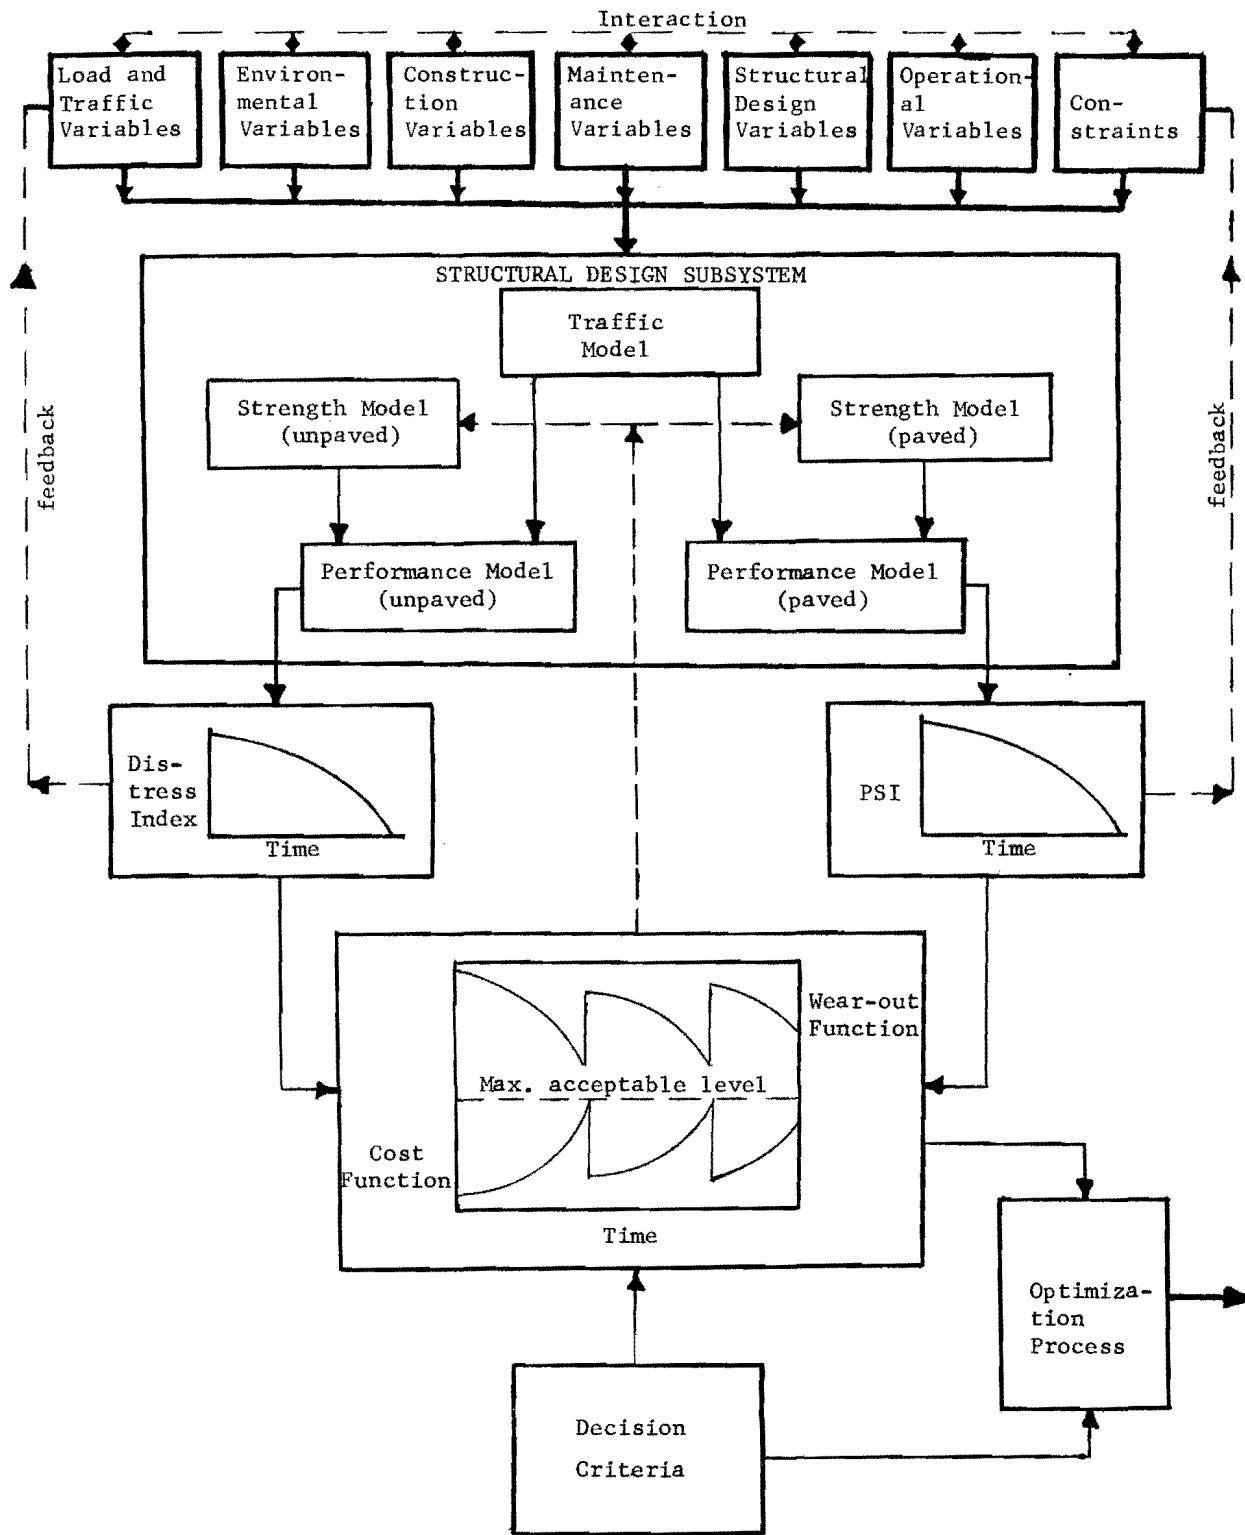 Interaction
Load and
Traffic
Variables
Environ-
mental
Variables
Construc-
tion
Variables
Mainten-
ance
Variables
Structural
Design
Variables
Operation-
al
Variables
Con-
straints
STRUCTURAL DESIGN SUBSYSTEM
Traffic
Model
Strength Model
(unpaved)
Strength Model
(paved)
feedback
feedback
Performance Model
(unpaved)
Performance Model
(paved)
Dis-
tress
Index
Time
PSI
Time
Wear-out
Function
Max. acceptable level
Cost
Function
Time
Optimiza-
tion
Process
Decision
Criteria